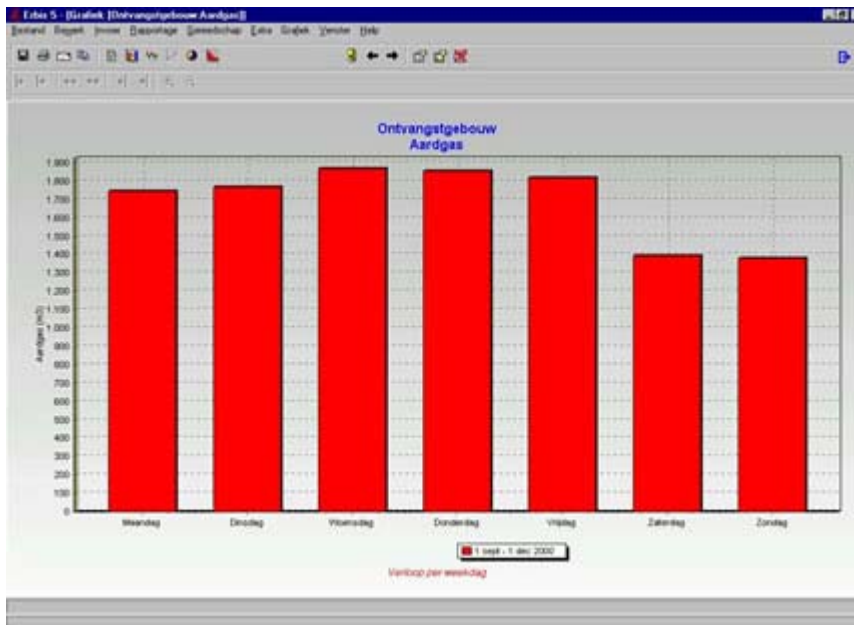 Erbis 5 - [Grafiek [Ontvangstgebouw Aardgas]]
Bestand Bewerk Invoer Rapportage Gereedschap Extra Grafiek Venster Help
Ontvangstgebouw
Aardgas
Aardgas (m3)
1.900
1.800
1.700
1.600
1.500
1.400
1.300
1.200
1.100
1.000
900
800
700
600
500
400
300
200
100
0
Maandag Dinsdag Woensdag Donderdag Vrijdag Zaterdag Zondag
1 sept - 1 dec 2000
Verloop per weekdag